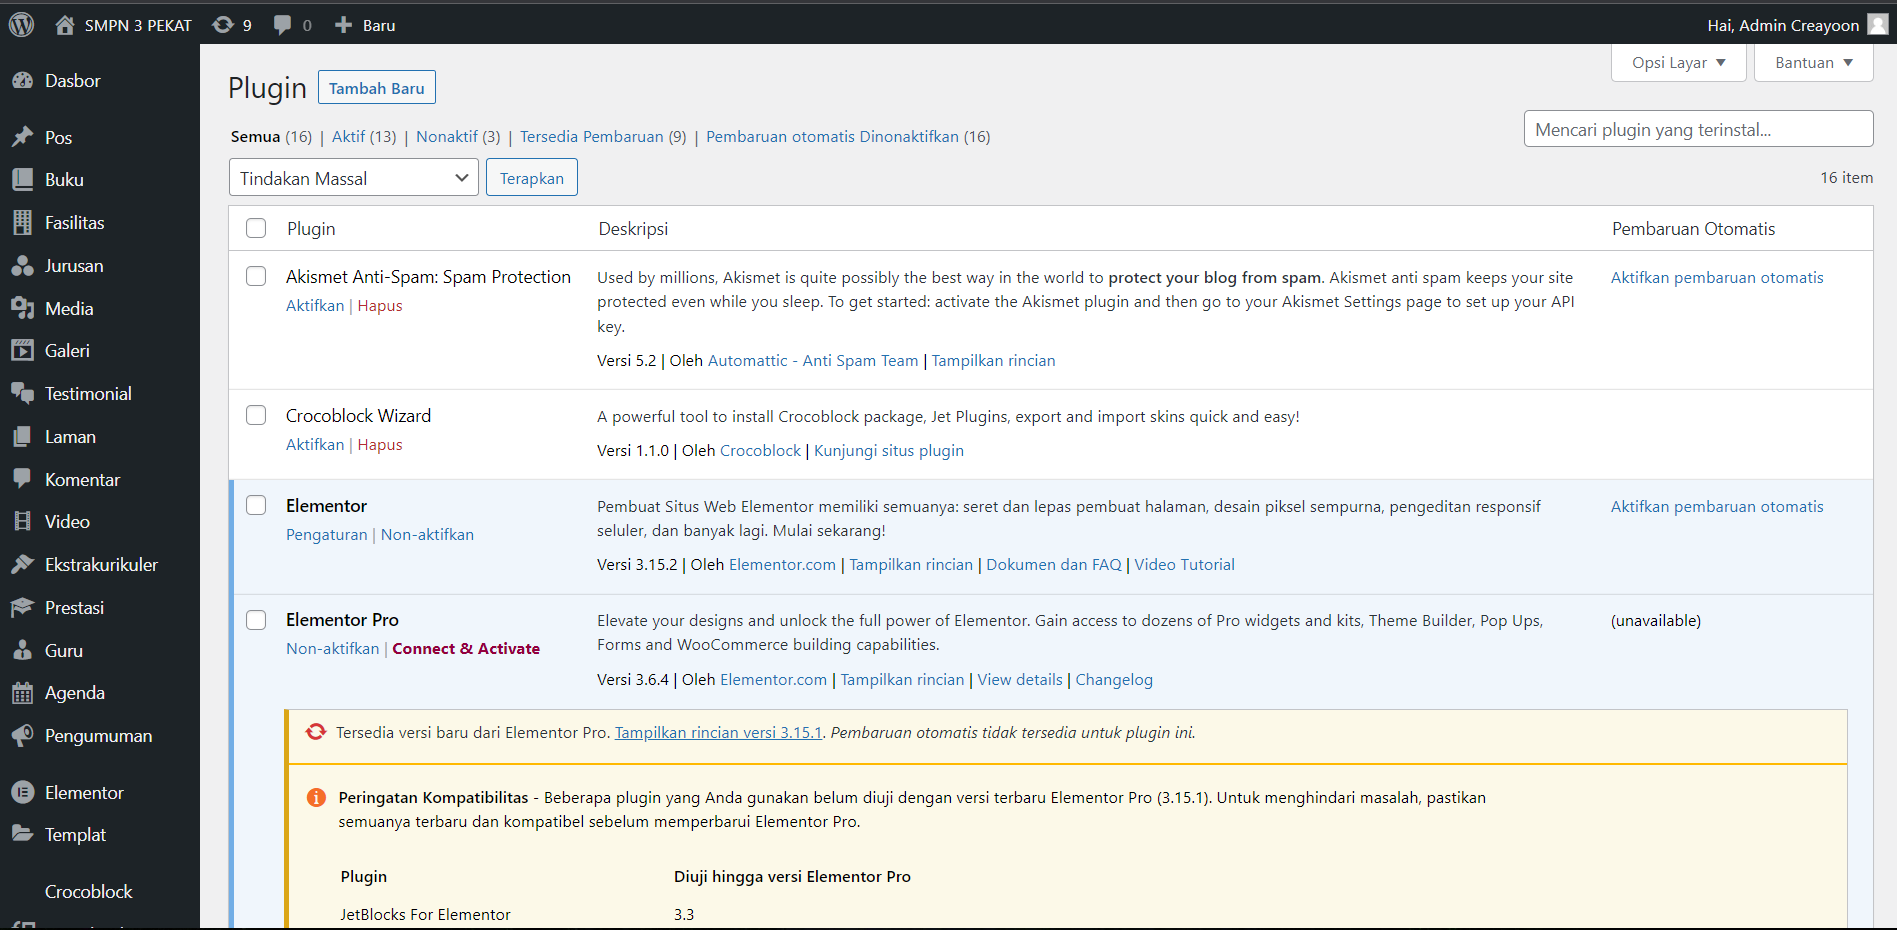 SMPN 3 PEKAT 9 0 Baru Hai, Admin Creayoon
Dasbor
Pos
Buku
Fasilitas
Jurusan
Media
Galeri
Testimonial
Laman
Komentar
Video
Ekstrakurikuler
Prestasi
Guru
Agenda
Pengumuman
Elementor
Templat
Crocoblock
Opsi Layar ▼ Bantuan ▼
Plugin Tambah Baru
Semua (16) | Aktif (13) | Nonaktif (3) | Tersedia Pembaruan (9) | Pembaruan otomatis Dinonaktifkan (16)
Mencari plugin yang terinstal...
Tindakan Massal Terapkan
16 item
Plugin Deskripsi Pembaruan Otomatis
Akismet Anti-Spam: Spam Protection
Aktifkan | Hapus
Used by millions, Akismet is quite possibly the best way in the world to protect your blog from spam. Akismet anti spam keeps your site
protected even while you sleep. To get started: activate the Akismet plugin and then go to your Akismet Settings page to set up your API
key.
Versi 5.2 | Oleh Automattic - Anti Spam Team | Tampilkan rincian
Aktifkan pembaruan otomatis
Crocoblock Wizard
Aktifkan | Hapus
A powerful tool to install Crocoblock package, Jet Plugins, export and import skins quick and easy!
Versi 1.1.0 | Oleh Crocoblock | Kunjungi situs plugin
Elementor
Pengaturan | Non-aktifkan
Pembuat Situs Web Elementor memiliki semuanya: seret dan lepas pembuat halaman, desain piksel sempurna, pengeditan responsif
seluler, dan banyak lagi. Mulai sekarang!
Versi 3.15.2 | Oleh Elementor.com | Tampilkan rincian | Dokumen dan FAQ | Video Tutorial
Aktifkan pembaruan otomatis
Elementor Pro
Non-aktifkan | Connect & Activate
Elevate your designs and unlock the full power of Elementor. Gain access to dozens of Pro widgets and kits, Theme Builder, Pop Ups,
Forms and WooCommerce building capabilities.
Versi 3.6.4 | Oleh Elementor.com | Tampilkan rincian | View details | Changelog
(unavailable)
Tersedia versi baru dari Elementor Pro. Tampilkan rincian versi 3.15.1. Pembaruan otomatis tidak tersedia untuk plugin ini.
Peringatan Kompatibilitas - Beberapa plugin yang Anda gunakan belum diuji dengan versi terbaru Elementor Pro (3.15.1). Untuk menghindari masalah, pastikan
semuanya terbaru dan kompatibel sebelum memperbarui Elementor Pro.
Plugin Diuji hingga versi Elementor Pro
JetBlocks For Elementor 3.3